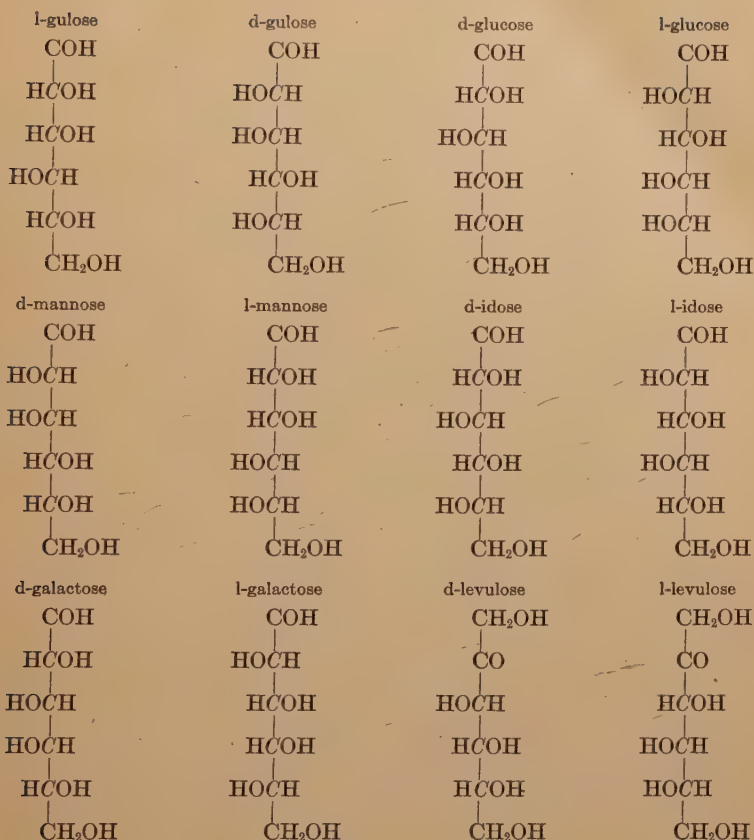 l-gulose d-gulose d-glucose l-glucose
COH COH COH COH
HCOH HOCH HCOH HOCH
HCOH HOCH HOCH HCOH
HOCH HCOH HCOH HOCH
HCOH HOCH HCOH HOCH
CH₂OH CH₂OH CH₂OH CH₂OH
d-mannose l-mannose d-idose l-idose
COH COH COH COH
HOCH HCOH HCOH HOCH
HOCH HCOH HOCH HCOH
HCOH HOCH HCOH HOCH
HCOH HOCH HOCH HCOH
CH₂OH CH₂OH CH₂OH CH₂OH
d-galactose l-galactose d-levulose l-levulose
COH COH CH₂OH CH₂OH
HCOH HOCH CO CO
HOCH HCOH HOCH HCOH
HOCH HCOH HCOH HOCH
HCOH HOCH HCOH HOCH
CH₂OH CH₂OH CH₂OH CH₂OH